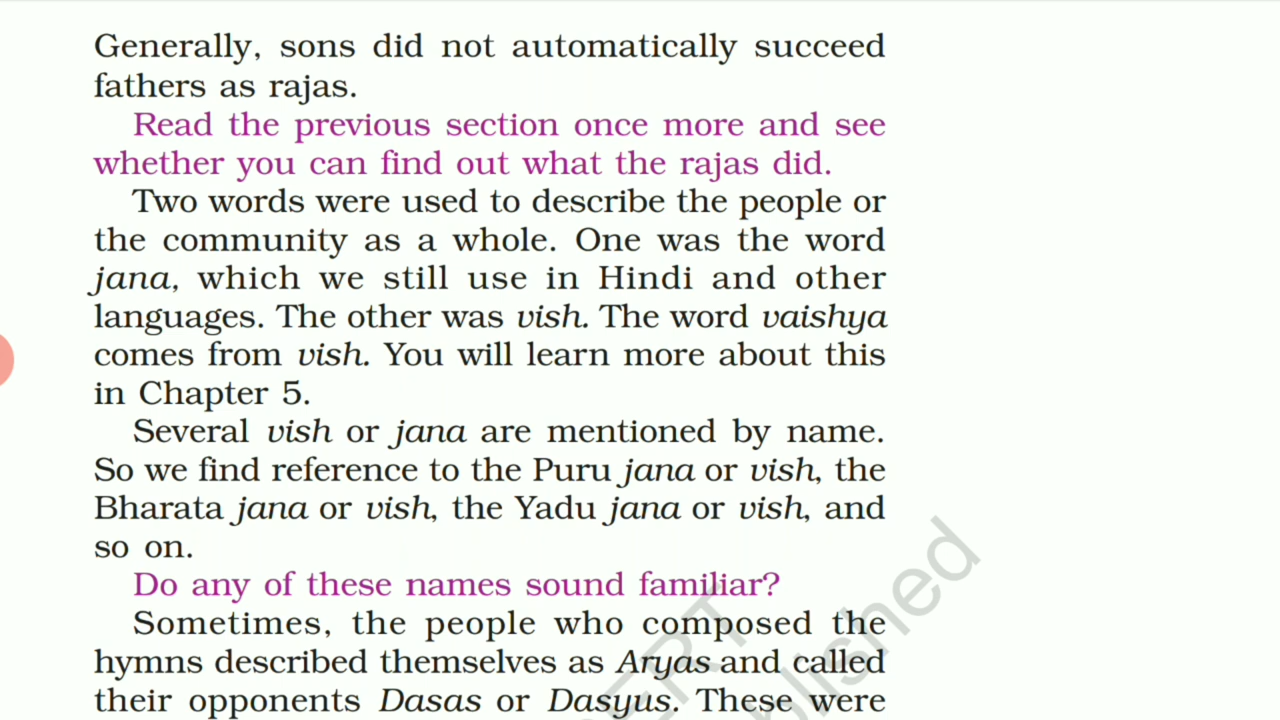 Generally, sons did not automatically succeed
fathers as rajas.
Read the previous section once more and see
whether you can find out what the rajas did.
Two words were used to describe the people or
the community as a whole. One was the word
jana, which we still use in Hindi and other
languages. The other was vish. The word vaishya
comes from vish. You will learn more about this
in Chapter 5.
Several vish or jana are mentioned by name.
So we find reference to the Puru jana or vish, the
Bharata jana or vish, the Yadu jana or vish, and
so on.
Do any of these names sound familiar?
Sometimes, the people who composed the
hymns described themselves as Aryas and called
their opponents Dasas or Dasyus. These were